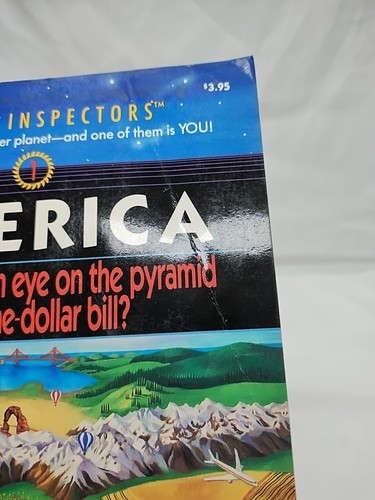 $3.95
INSPECTORS™
er planet—and one of them is YOU!
1
ERICA
n eye on the pyramid
ne-dollar bill?